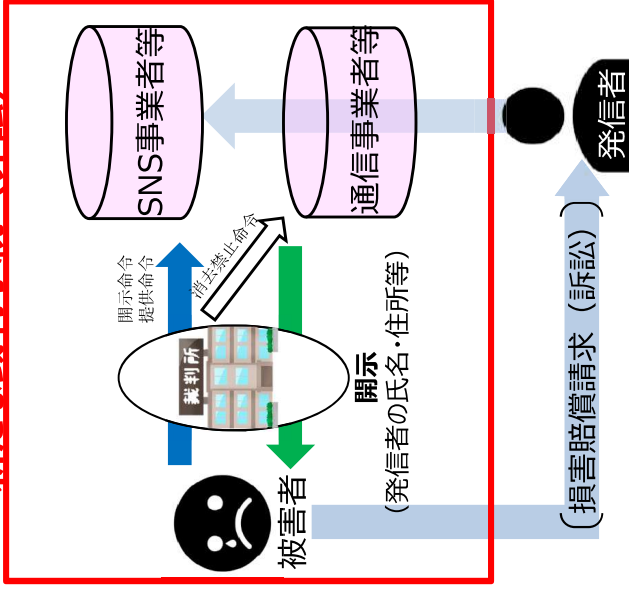 開示命令
提供命令
SNS事業者等
裁判所
消去禁止命令
被害者
開示
（発信者の氏名・住所等）
通信事業者等
損害賠償請求（訴訟）
発信者